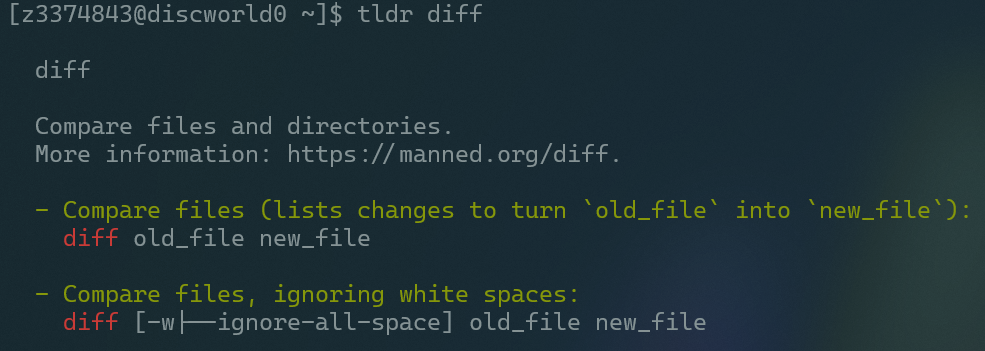 [z3374843@discworld0 ~]$ tldr diff
diff
Compare files and directories.
More information: https://manned.org/diff.
- Compare files (lists changes to turn `old_file` into `new_file`):
diff old_file new_file
- Compare files, ignoring white spaces:
diff [-w|--ignore-all-space] old_file new_file